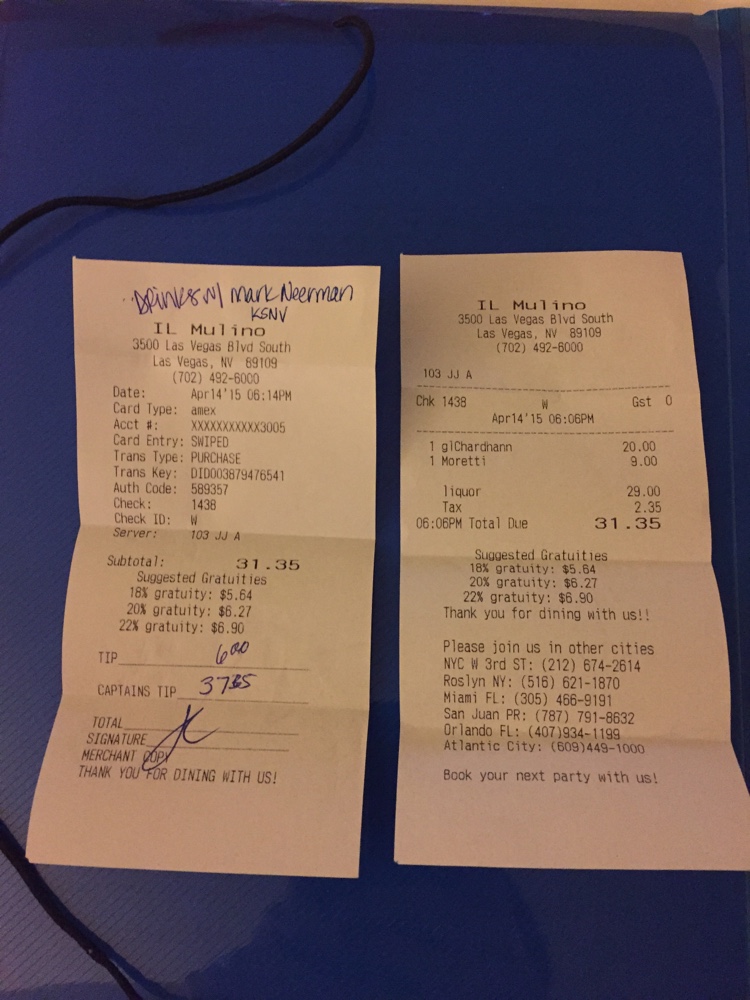 Drinks w/ Mark Neerman
KSNV
IL Mulino
3500 Las Vegas Blvd South
Las Vegas, NV 89109
(702) 492-6000
Date: Apr14'15 06:14PM
Card Type: amex
Acct #: XXXXXXXXXXX3005
Card Entry: SWIPED
Trans Type: PURCHASE
Trans Key: DID003879476541
Auth Code: 589357
Check: 1438
Check ID: W
Server: 103 JJ A
Subtotal: 31.35
Suggested Gratuities
18% gratuity: $5.64
20% gratuity: $6.27
22% gratuity: $6.90
TIP 6.00
CAPTAINS TIP 37.35
TOTAL
SIGNATURE
MERCHANT COPY
THANK YOU FOR DINING WITH US!
IL Mulino
3500 Las Vegas Blvd South
Las Vegas, NV 89109
(702) 492-6000
103 JJ A
Chk 1438 W Gst 0
Apr14'15 06:06PM
1 glChardnann 20.00
1 Moretti 9.00
liquor 29.00
Tax 2.35
06:06PM Total Due 31.35
Suggested Gratuities
18% gratuity: $5.64
20% gratuity: $6.27
22% gratuity: $6.90
Thank you for dining with us!!
Please join us in other cities
NYC W 3rd ST: (212) 674-2614
Roslyn NY: (516) 621-1870
Miami FL: (305) 466-9191
San Juan PR: (787) 791-8632
Orlando FL: (407)934-1199
Atlantic City: (609)449-1000
Book your next party with us!